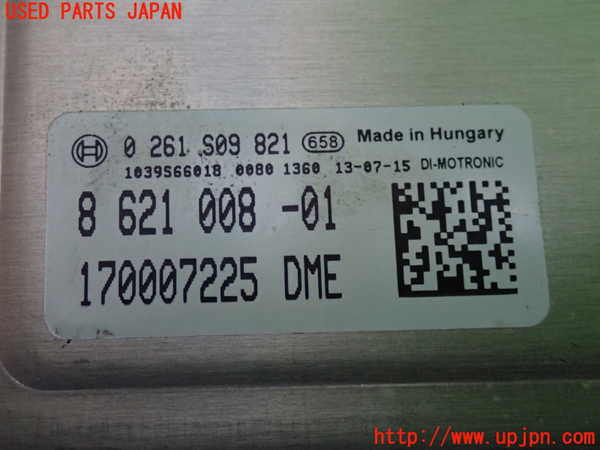 USED PARTS JAPAN
0 261 S09 821 658 Made in Hungary
1039S66018 0080 1360 13-07-15 DI-MOTRONIC
8 621 008 -01
170007225 DME
http://www.upjpn.com/